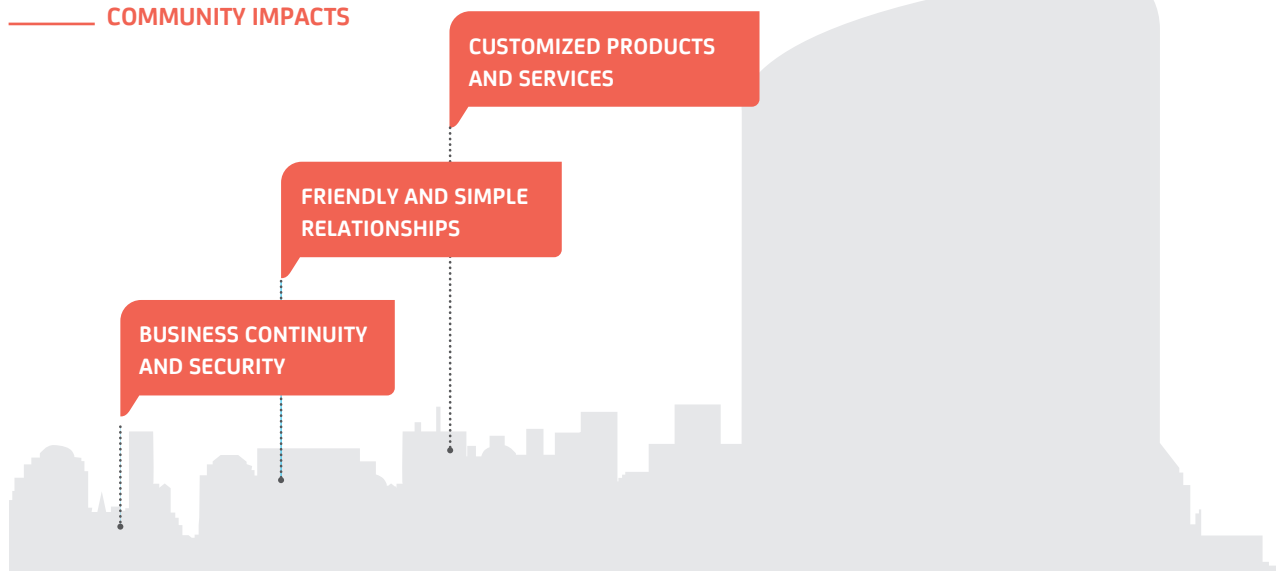 COMMUNITY IMPACTS
CUSTOMIZED PRODUCTS
AND SERVICES
FRIENDLY AND SIMPLE
RELATIONSHIPS
BUSINESS CONTINUITY
AND SECURITY